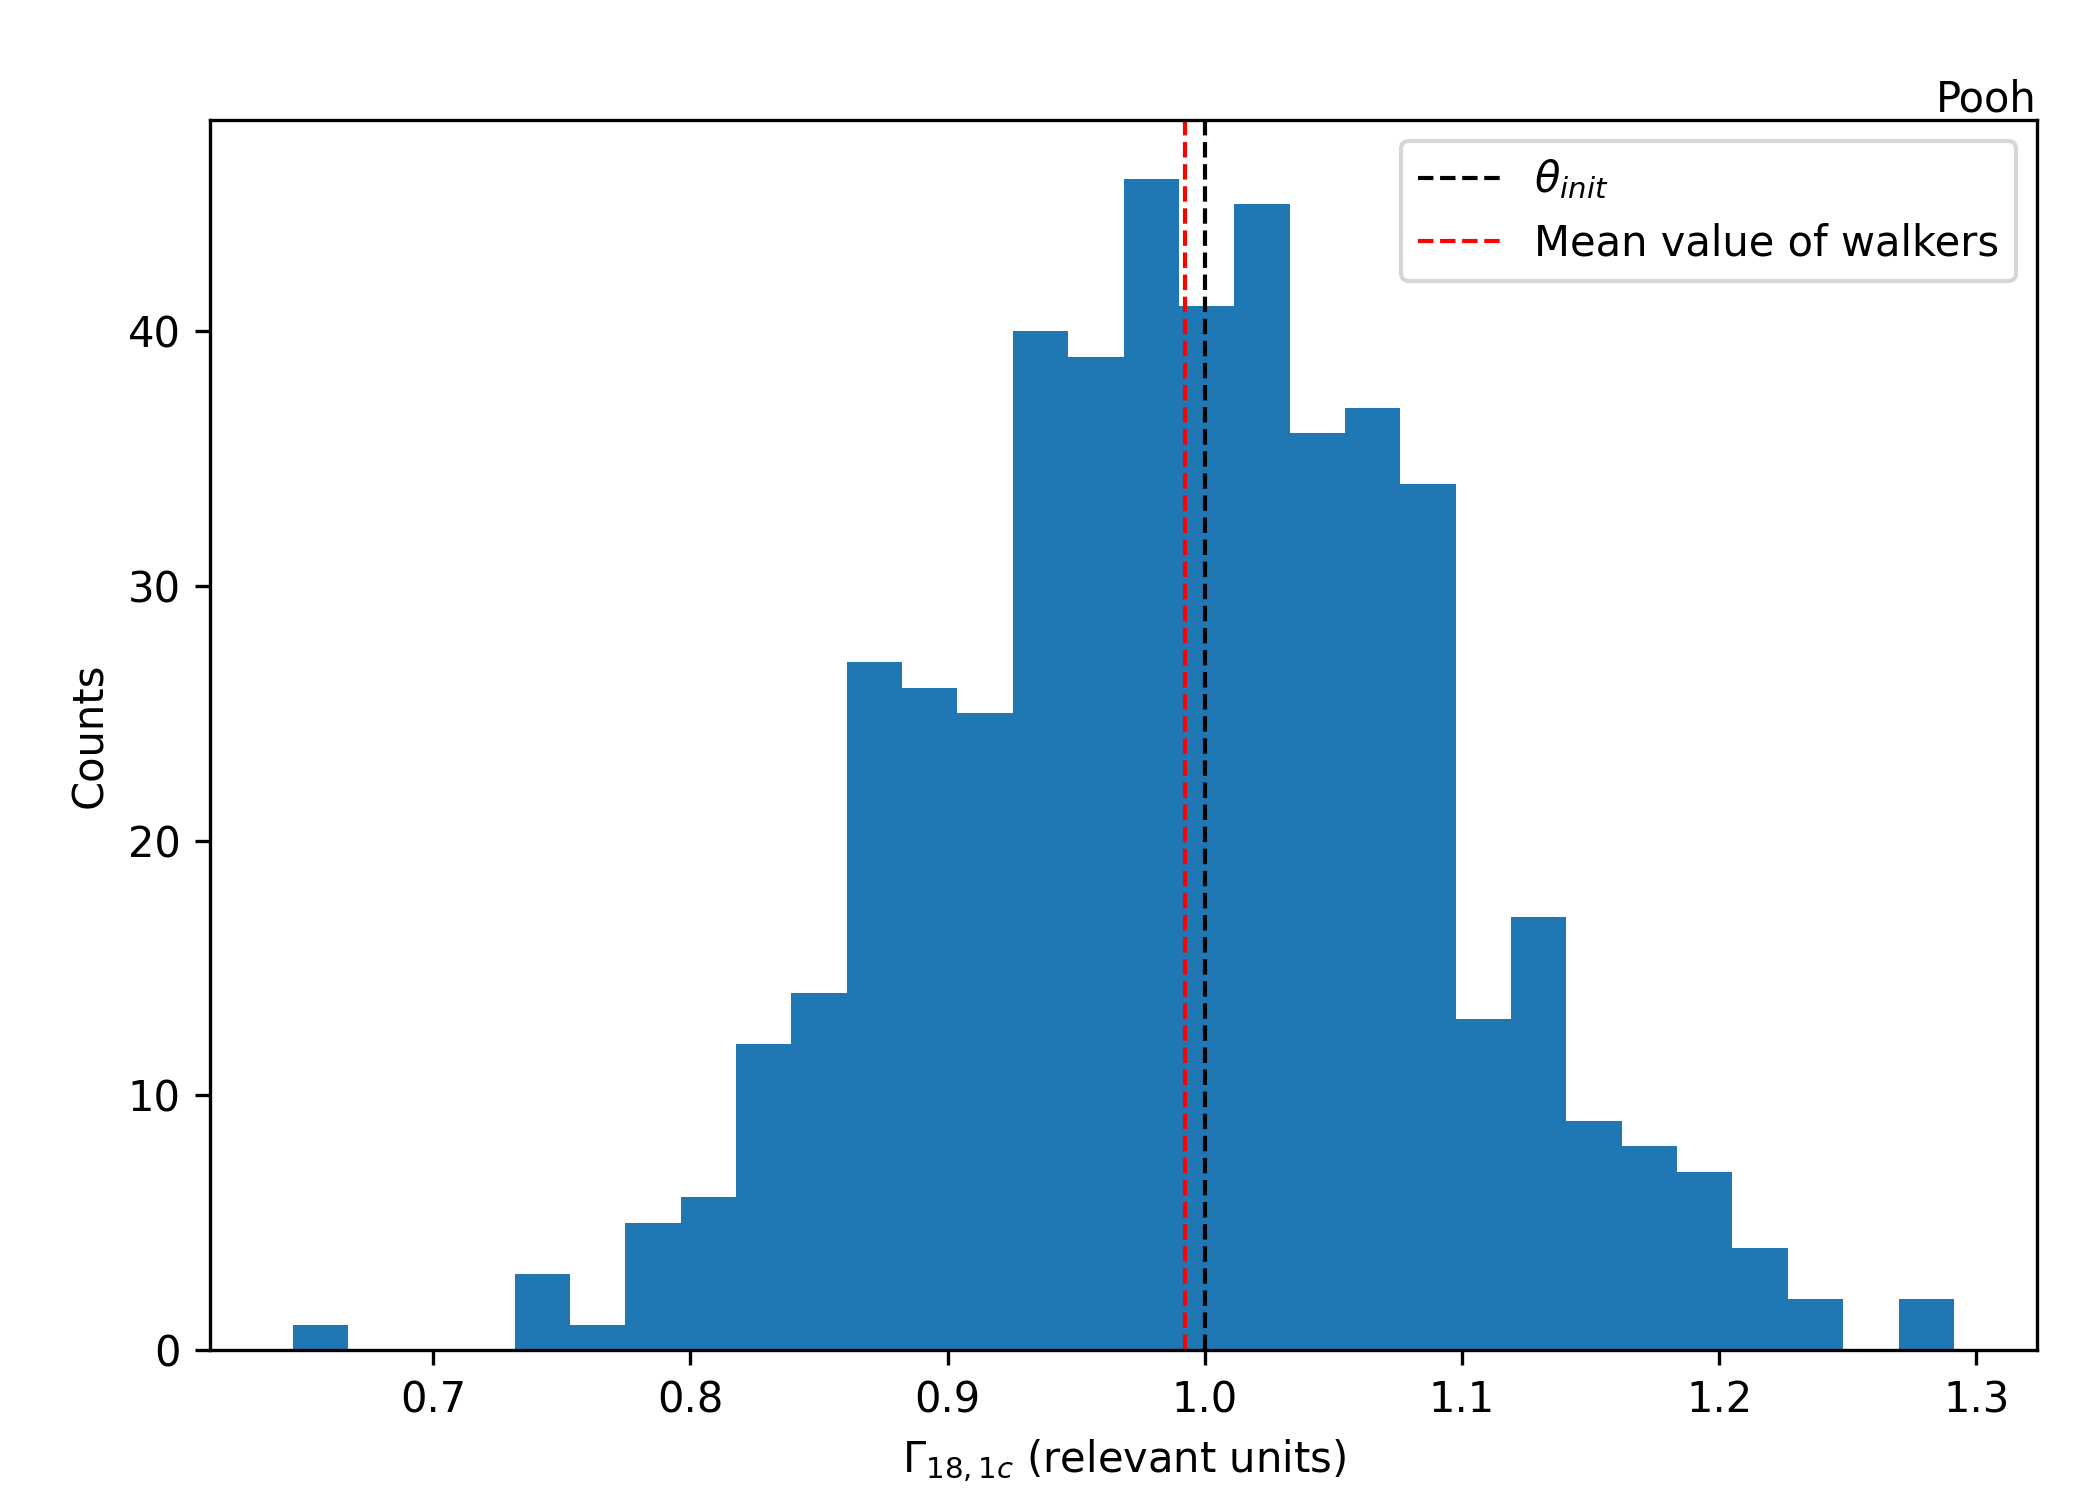 Pooh
θinit
Mean value of walkers
40
30
20
10
0
Counts
0.7 0.8 0.9 1.0 1.1 1.2 1.3
Γ18,1c (relevant units)